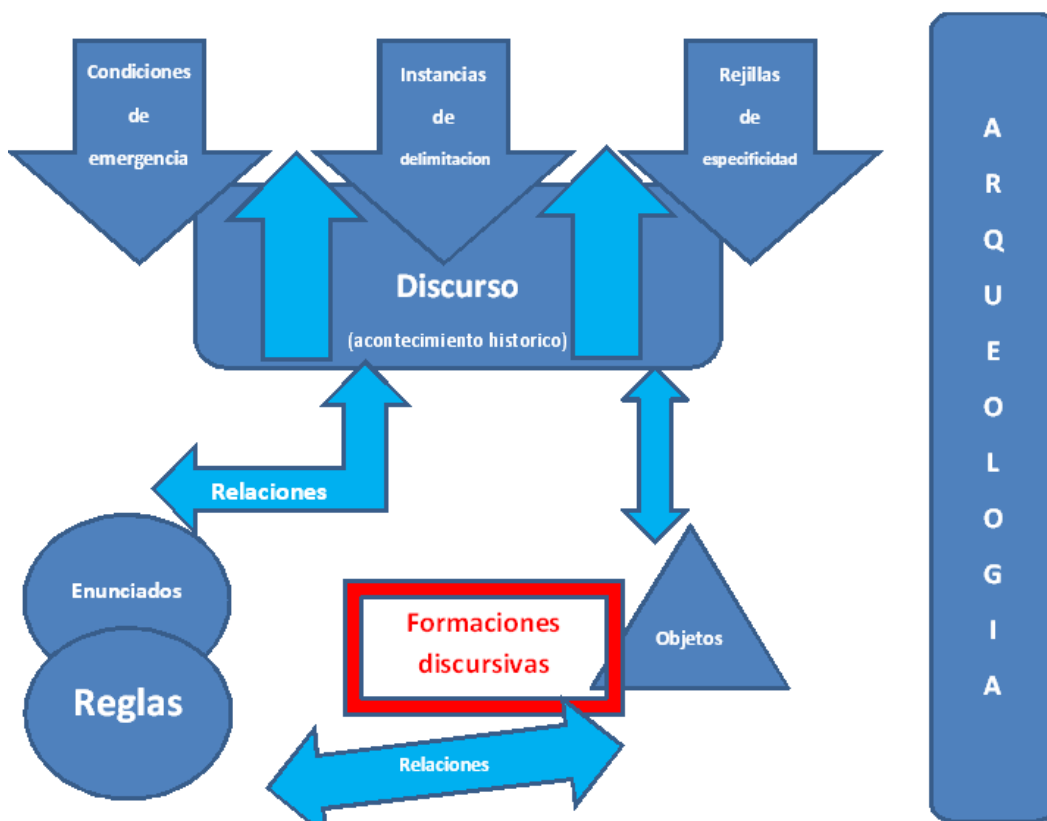 Condiciones
de
emergencia
Instancias
de
delimitacion
Rejillas
de
especificidad
Discurso
(acontecimiento historico)
Relaciones
Enunciados
Reglas
Formaciones
discursivas
Objetos
Relaciones
A
R
Q
U
E
O
L
O
G
I
A